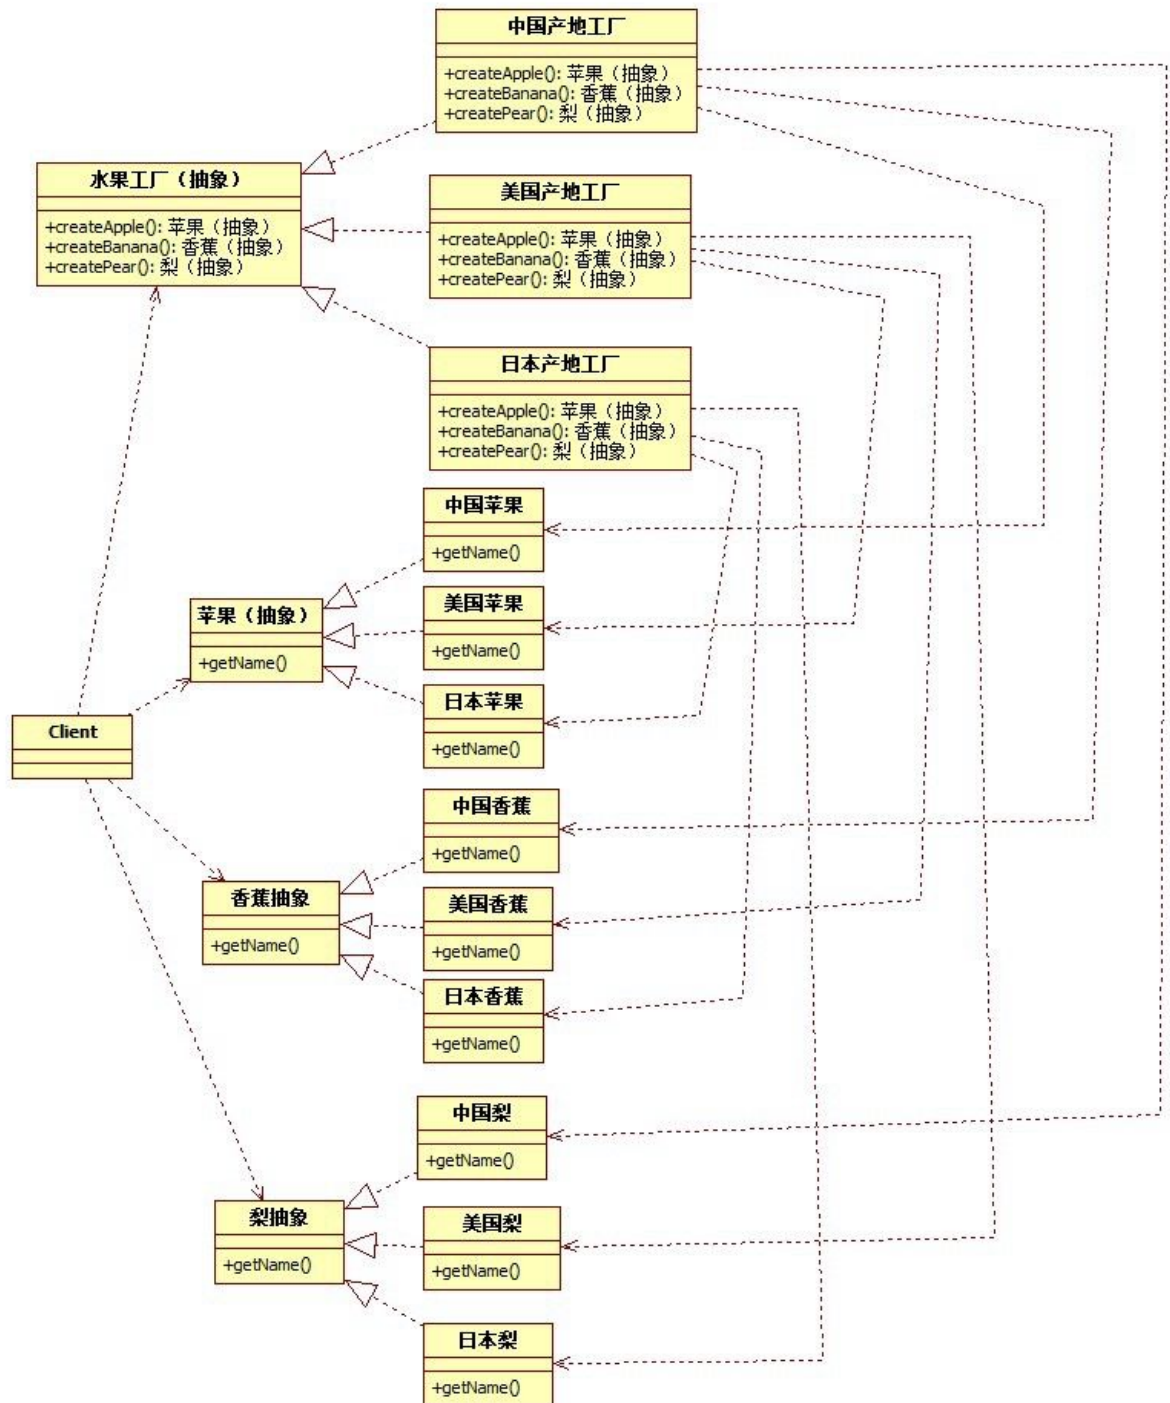 中国产地工厂
+createApple(): 苹果（抽象）
+createBanana(): 香蕉（抽象）
+createPear(): 梨（抽象）
水果工厂（抽象）
+createApple(): 苹果（抽象）
+createBanana(): 香蕉（抽象）
+createPear(): 梨（抽象）
美国产地工厂
+createApple(): 苹果（抽象）
+createBanana(): 香蕉（抽象）
+createPear(): 梨（抽象）
日本产地工厂
+createApple(): 苹果（抽象）
+createBanana(): 香蕉（抽象）
+createPear(): 梨（抽象）
中国苹果
+getName()
苹果（抽象）
+getName()
美国苹果
+getName()
日本苹果
+getName()
Client
中国香蕉
+getName()
香蕉抽象
+getName()
美国香蕉
+getName()
日本香蕉
+getName()
中国梨
+getName()
梨抽象
+getName()
美国梨
+getName()
日本梨
+getName()